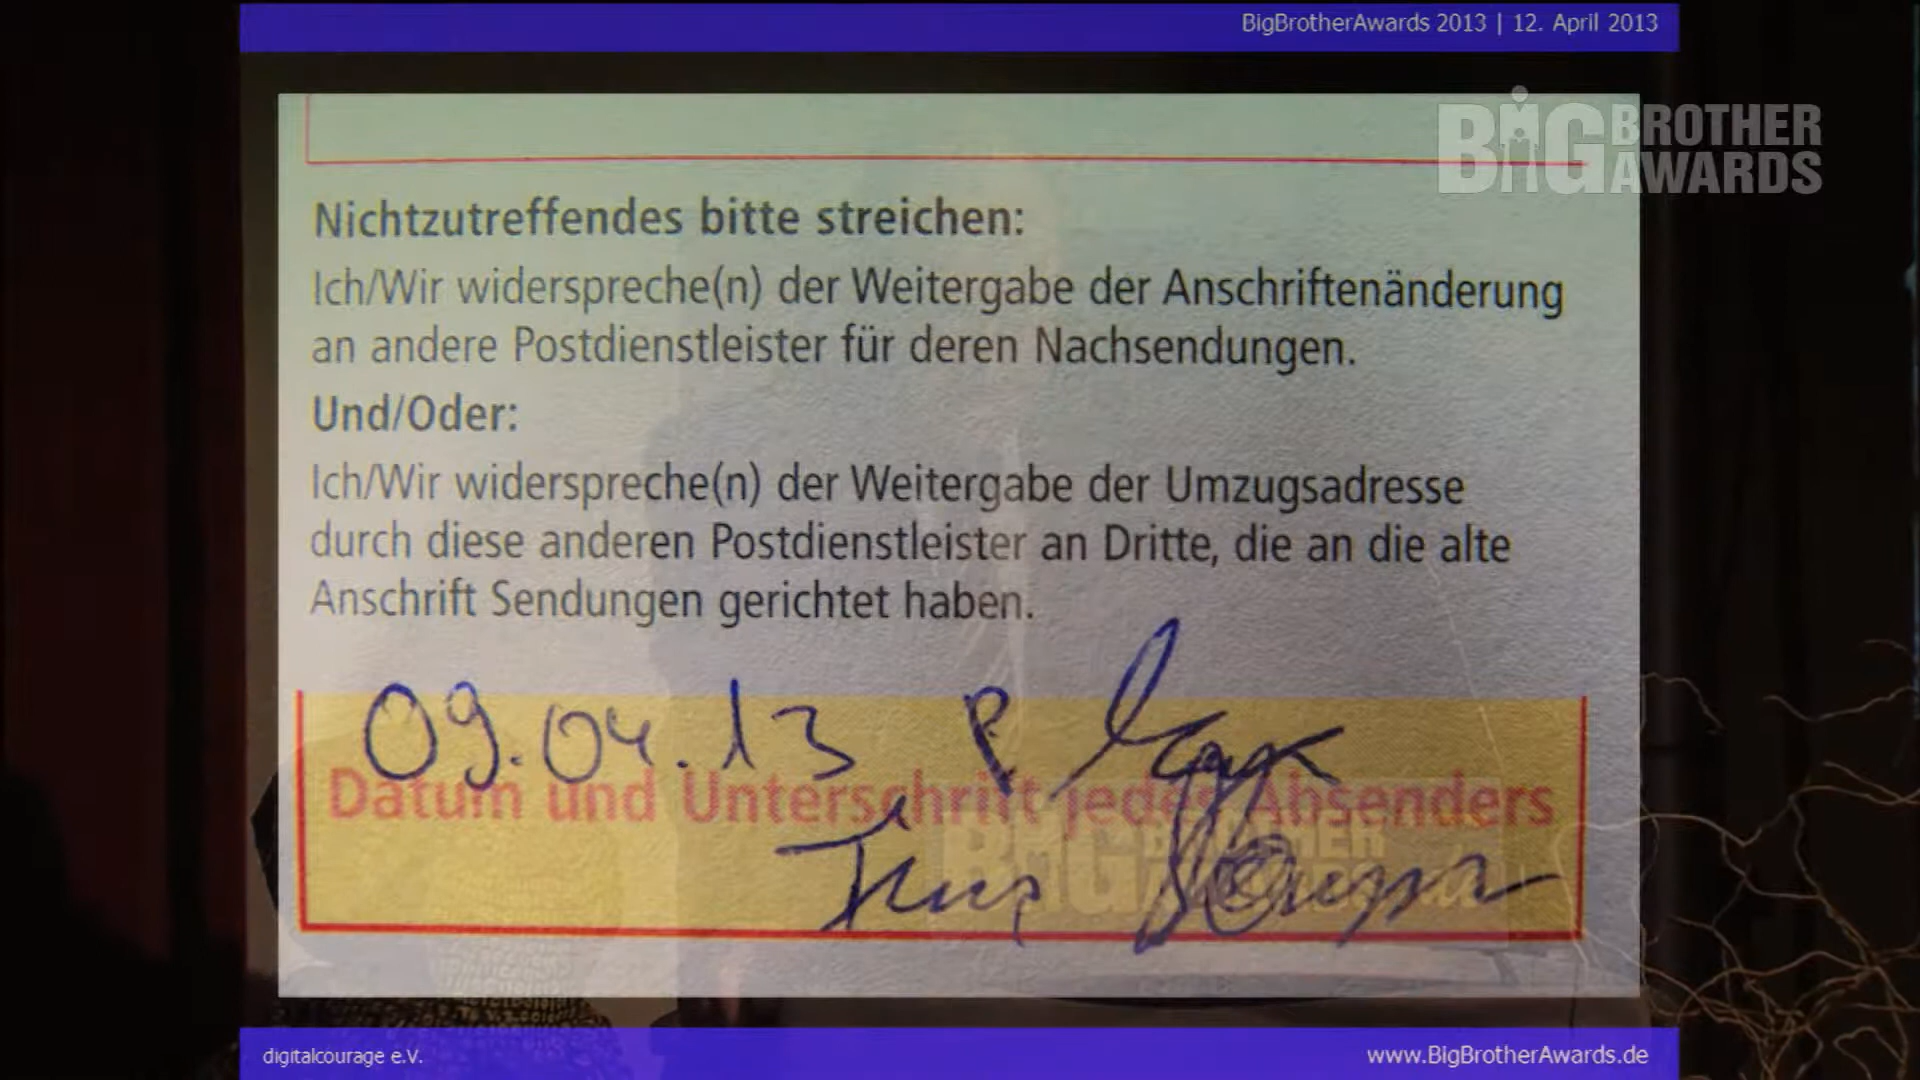 BigBrotherAwards 2013 | 12. April 2013
BIG BROTHER
AWARDS
Nichtzutreffendes bitte streichen:
Ich/Wir widerspreche(n) der Weitergabe der Anschriftenänderung
an andere Postdienstleister für deren Nachsendungen.
Und/Oder:
Ich/Wir widerspreche(n) der Weitergabe der Umzugsadresse
durch diese anderen Postdienstleister an Dritte, die an die alte
Anschrift Sendungen gerichtet haben.
09.04.13
Datum und Unterschrift jedes Absenders
BIG BROTHER
digitalcourage e.V.
www.BigBrotherAwards.de